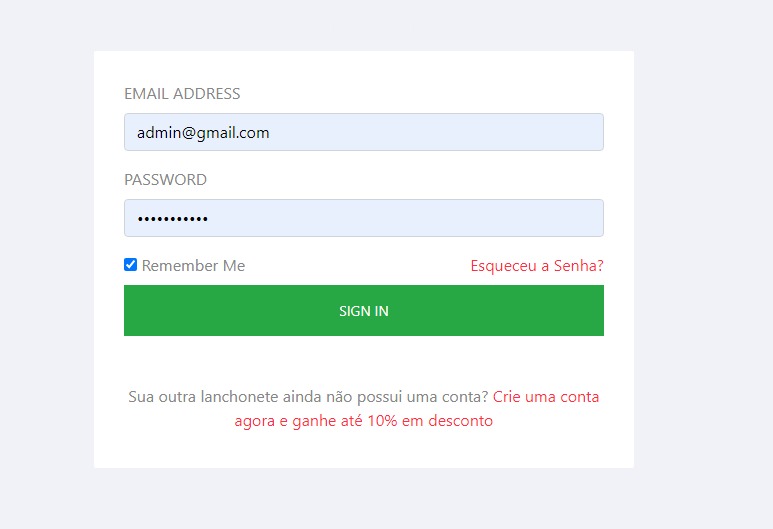 EMAIL ADDRESS
admin@gmail.com
PASSWORD
•••••••••••
Remember Me
Esqueceu a Senha?
SIGN IN
Sua outra lanchonete ainda não possui uma conta? Crie uma conta
agora e ganhe até 10% em desconto